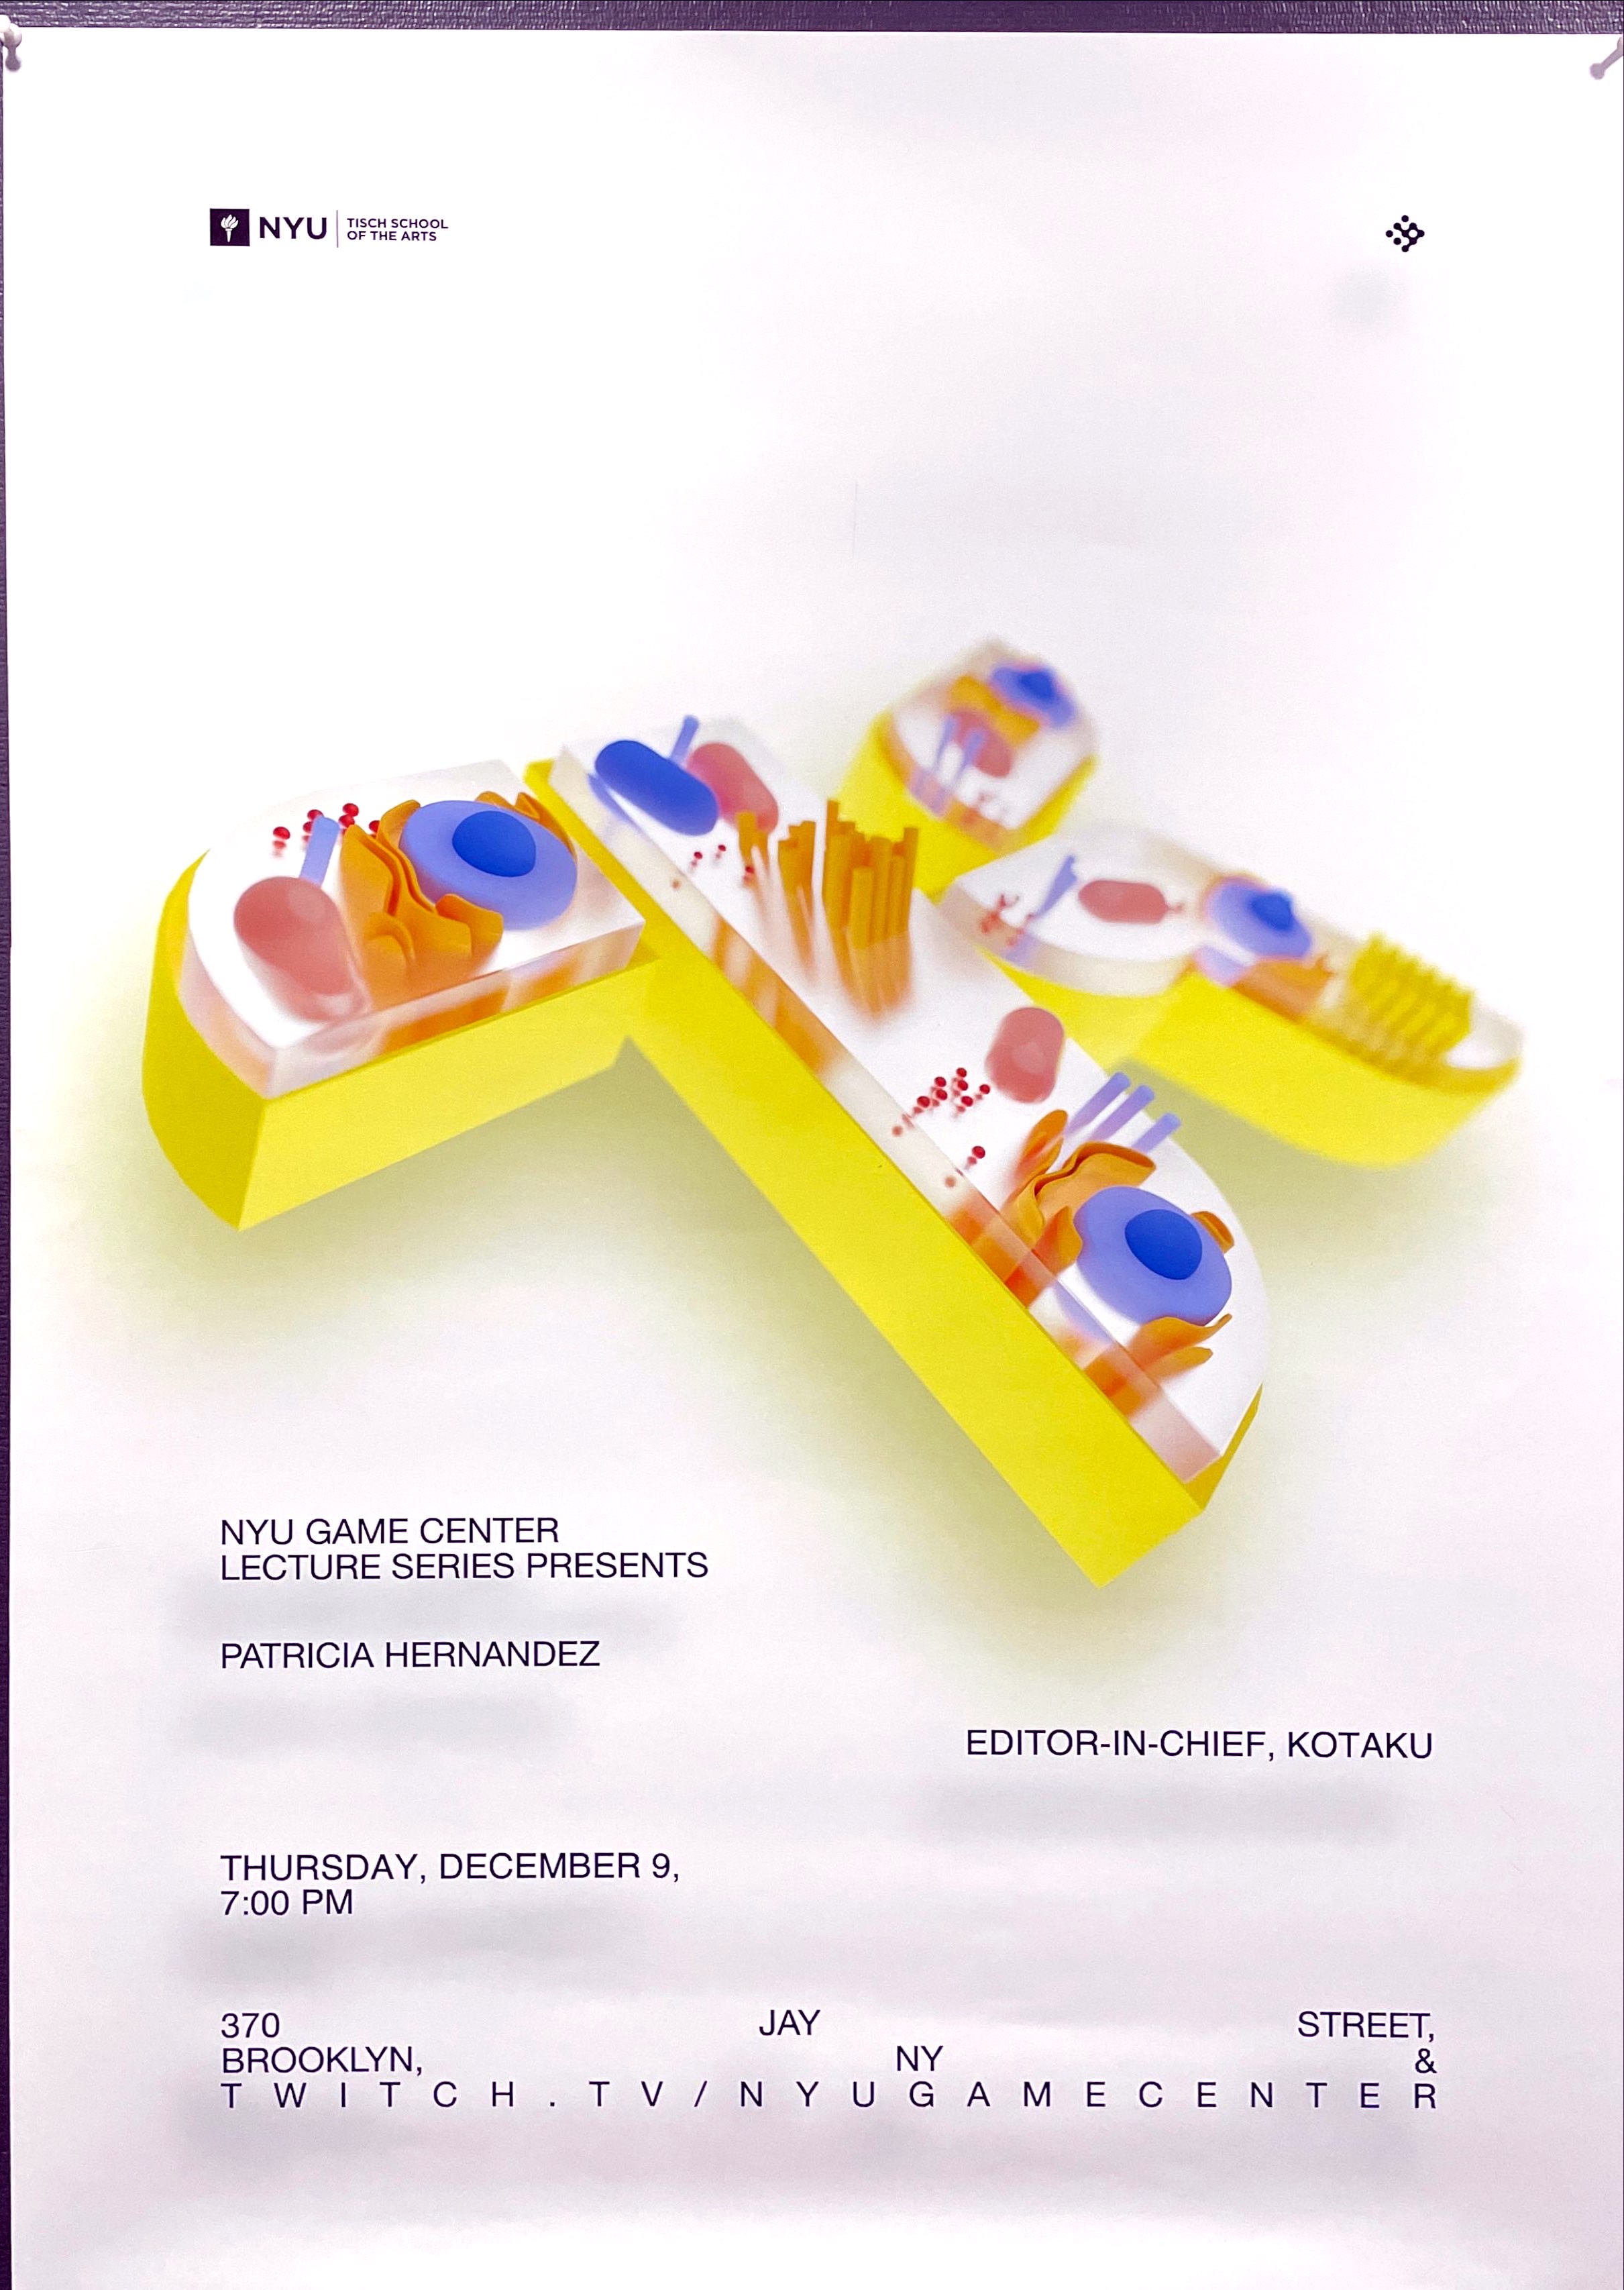 NYU
TISCH SCHOOL
OF THE ARTS
NYU GAME CENTER
LECTURE SERIES PRESENTS
PATRICIA HERNANDEZ
EDITOR-IN-CHIEF, KOTAKU
THURSDAY, DECEMBER 9,
7:00 PM
370 JAY STREET,
BROOKLYN, NY &
TWITCH.TV/NYUGAMECENTER